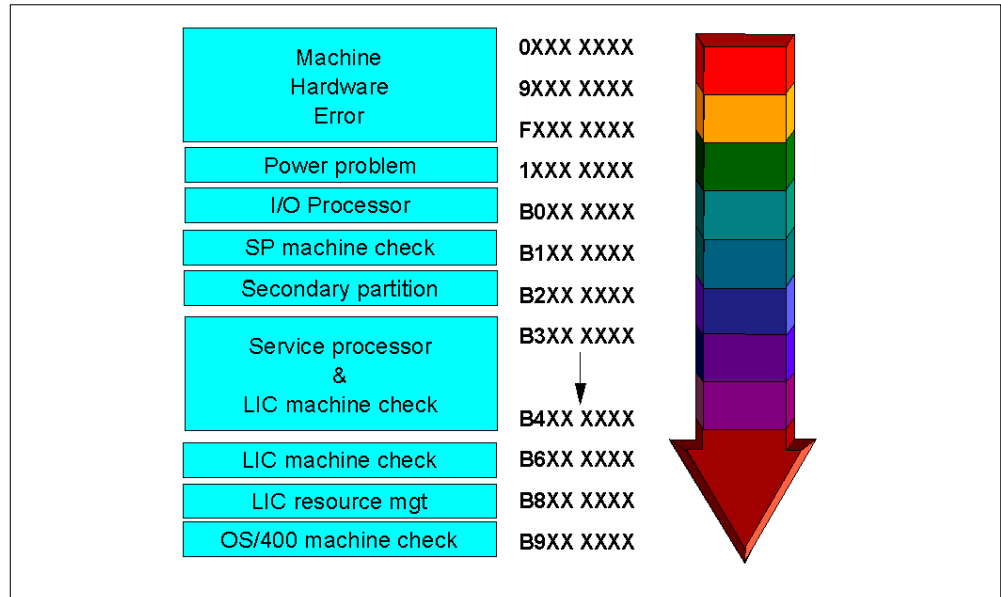 Machine
Hardware
Error
0XXX XXXX
9XXX XXXX
FXXX XXXX
Power problem
1XXX XXXX
I/O Processor
B0XX XXXX
SP machine check
B1XX XXXX
Secondary partition
B2XX XXXX
Service processor
&
LIC machine check
B3XX XXXX
B4XX XXXX
LIC machine check
B6XX XXXX
LIC resource mgt
B8XX XXXX
OS/400 machine check
B9XX XXXX